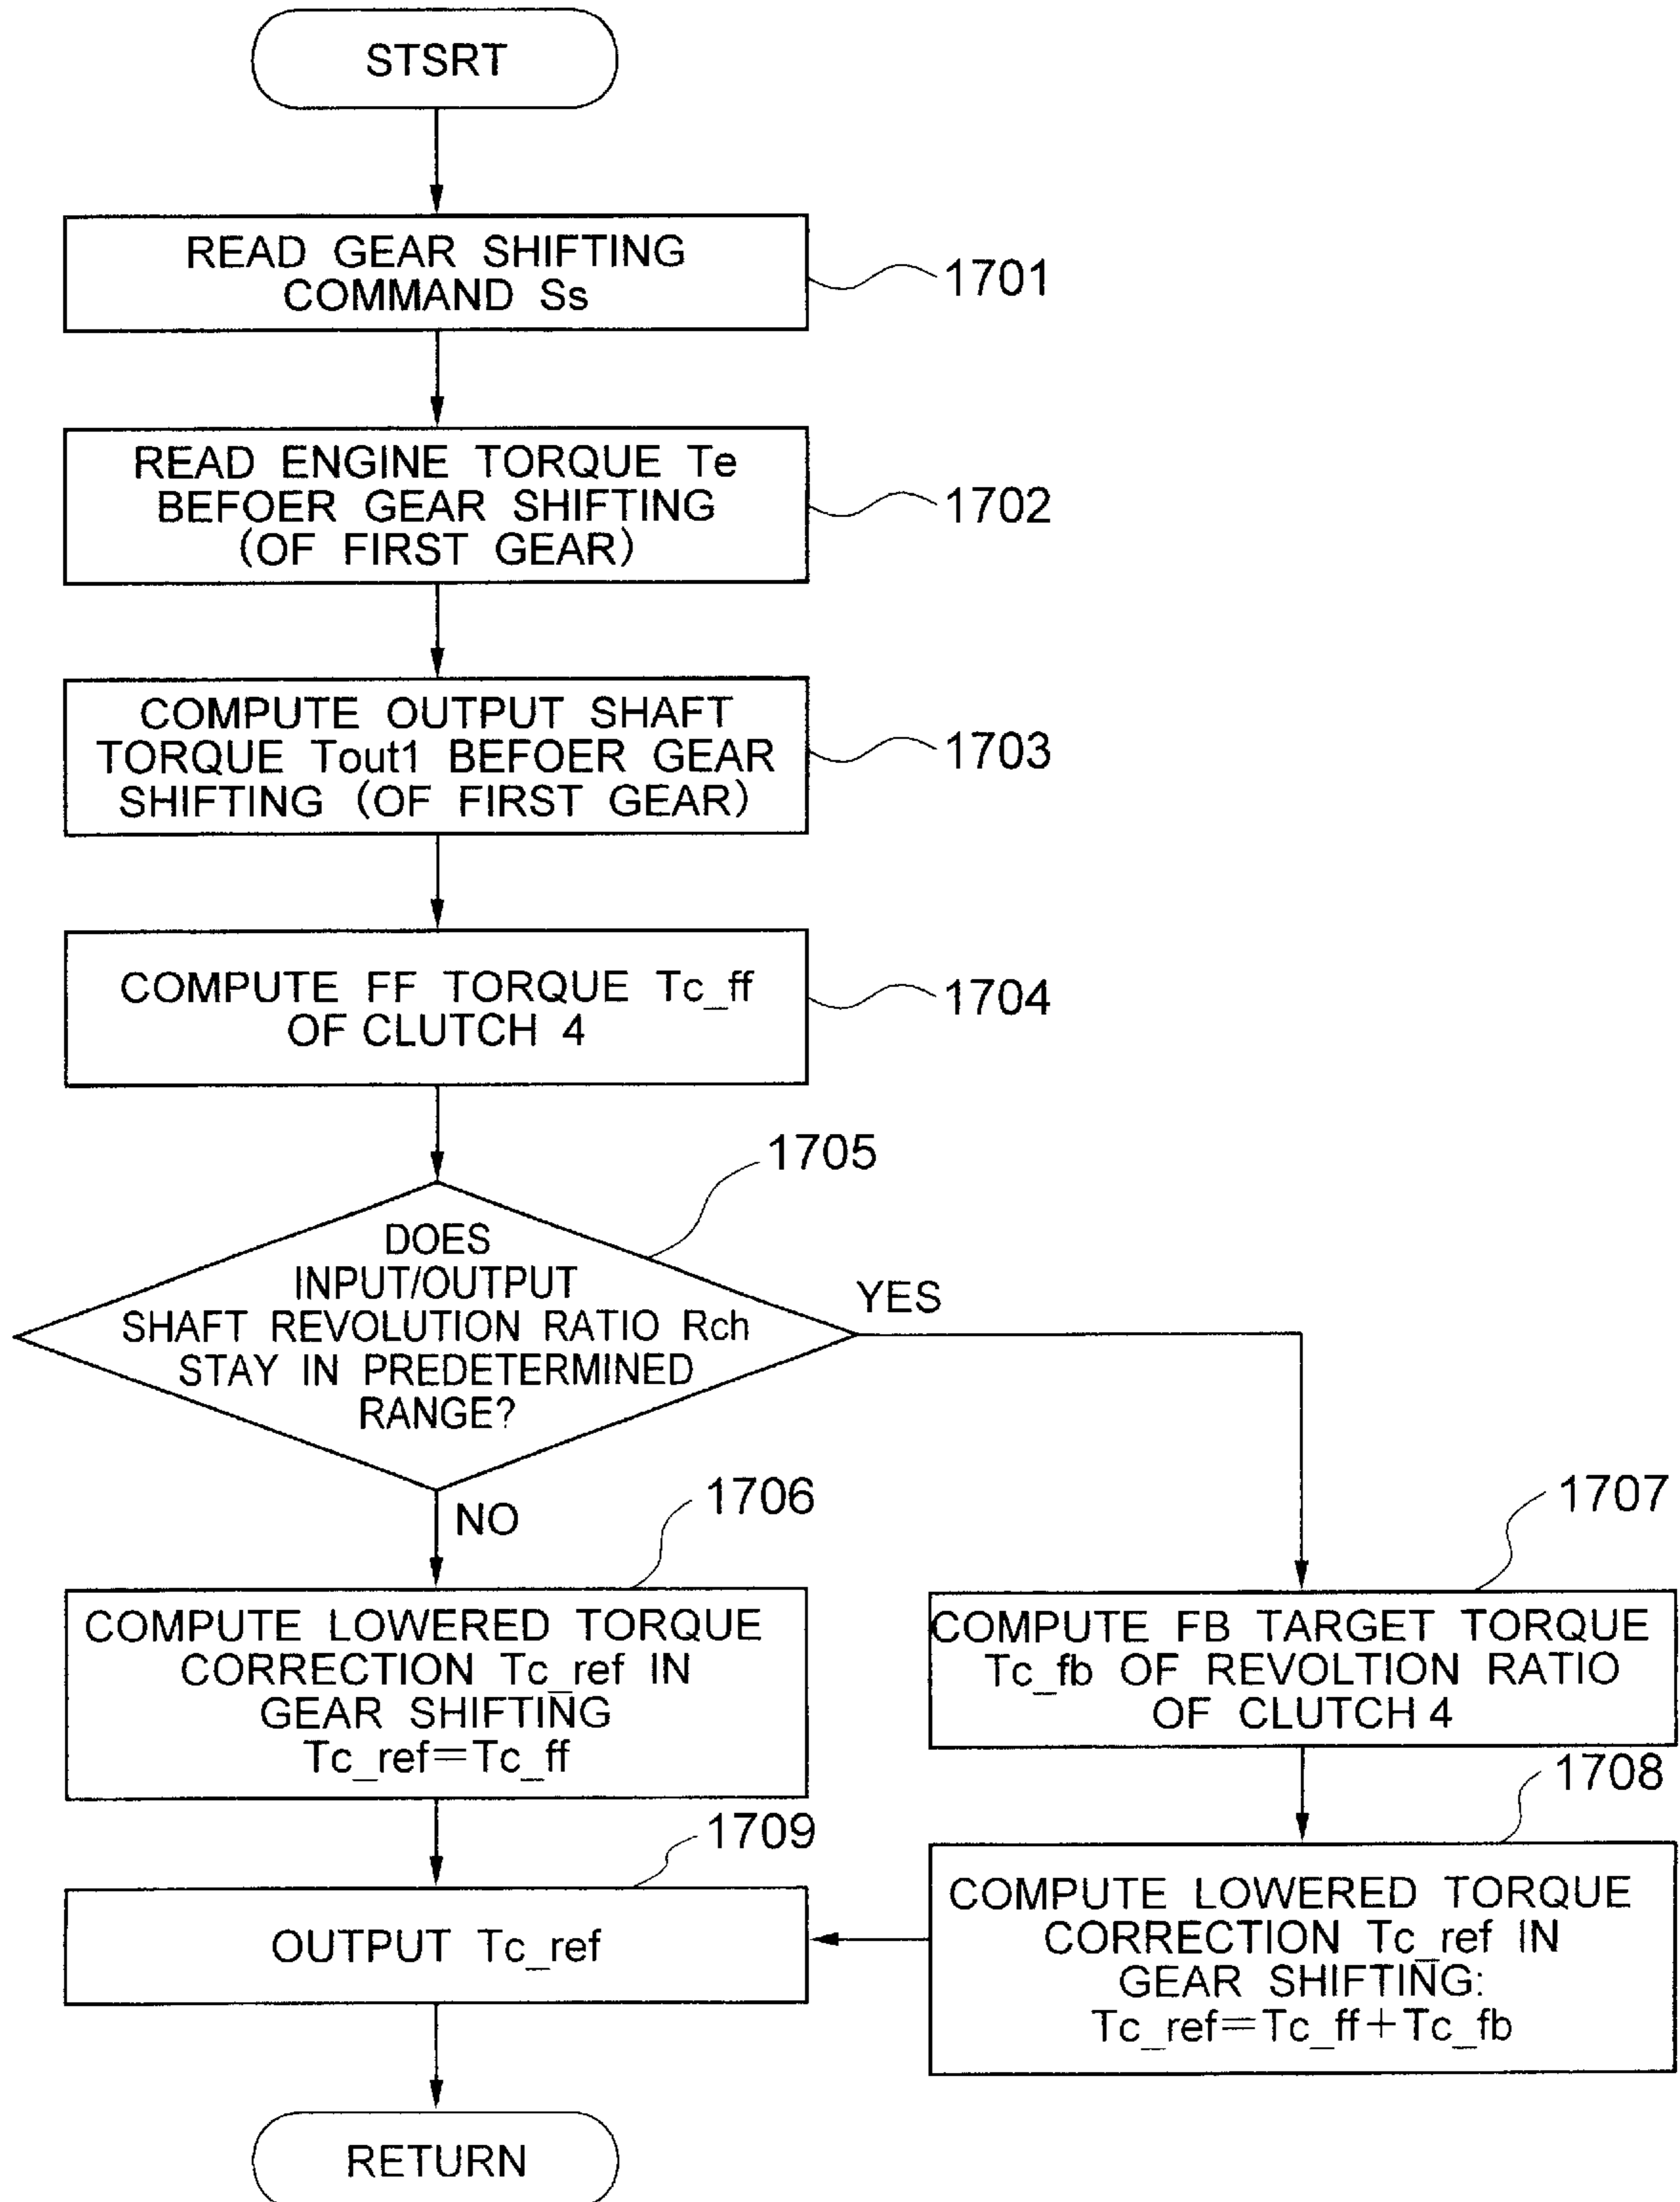 STSRT
READ GEAR SHIFTING
COMMAND Ss
1701
READ ENGINE TORQUE Te
BEFOER GEAR SHIFTING
(OF FIRST GEAR)
1702
COMPUTE OUTPUT SHAFT
TORQUE Tout1 BEFOER GEAR
SHIFTING (OF FIRST GEAR)
1703
COMPUTE FF TORQUE Tc_ff
OF CLUTCH 4
1704
1705
DOES
INPUT/OUTPUT
SHAFT REVOLUTION RATIO Rch
STAY IN PREDETERMINED
RANGE?
YES
NO
1706
COMPUTE LOWERED TORQUE
CORRECTION Tc_ref IN
GEAR SHIFTING
Tc_ref=Tc_ff
1707
COMPUTE FB TARGET TORQUE
Tc_fb OF REVOLTION RATIO
OF CLUTCH 4
1708
COMPUTE LOWERED TORQUE
CORRECTION Tc_ref IN
GEAR SHIFTING:
Tc_ref=Tc_ff+Tc_fb
1709
OUTPUT Tc_ref
RETURN